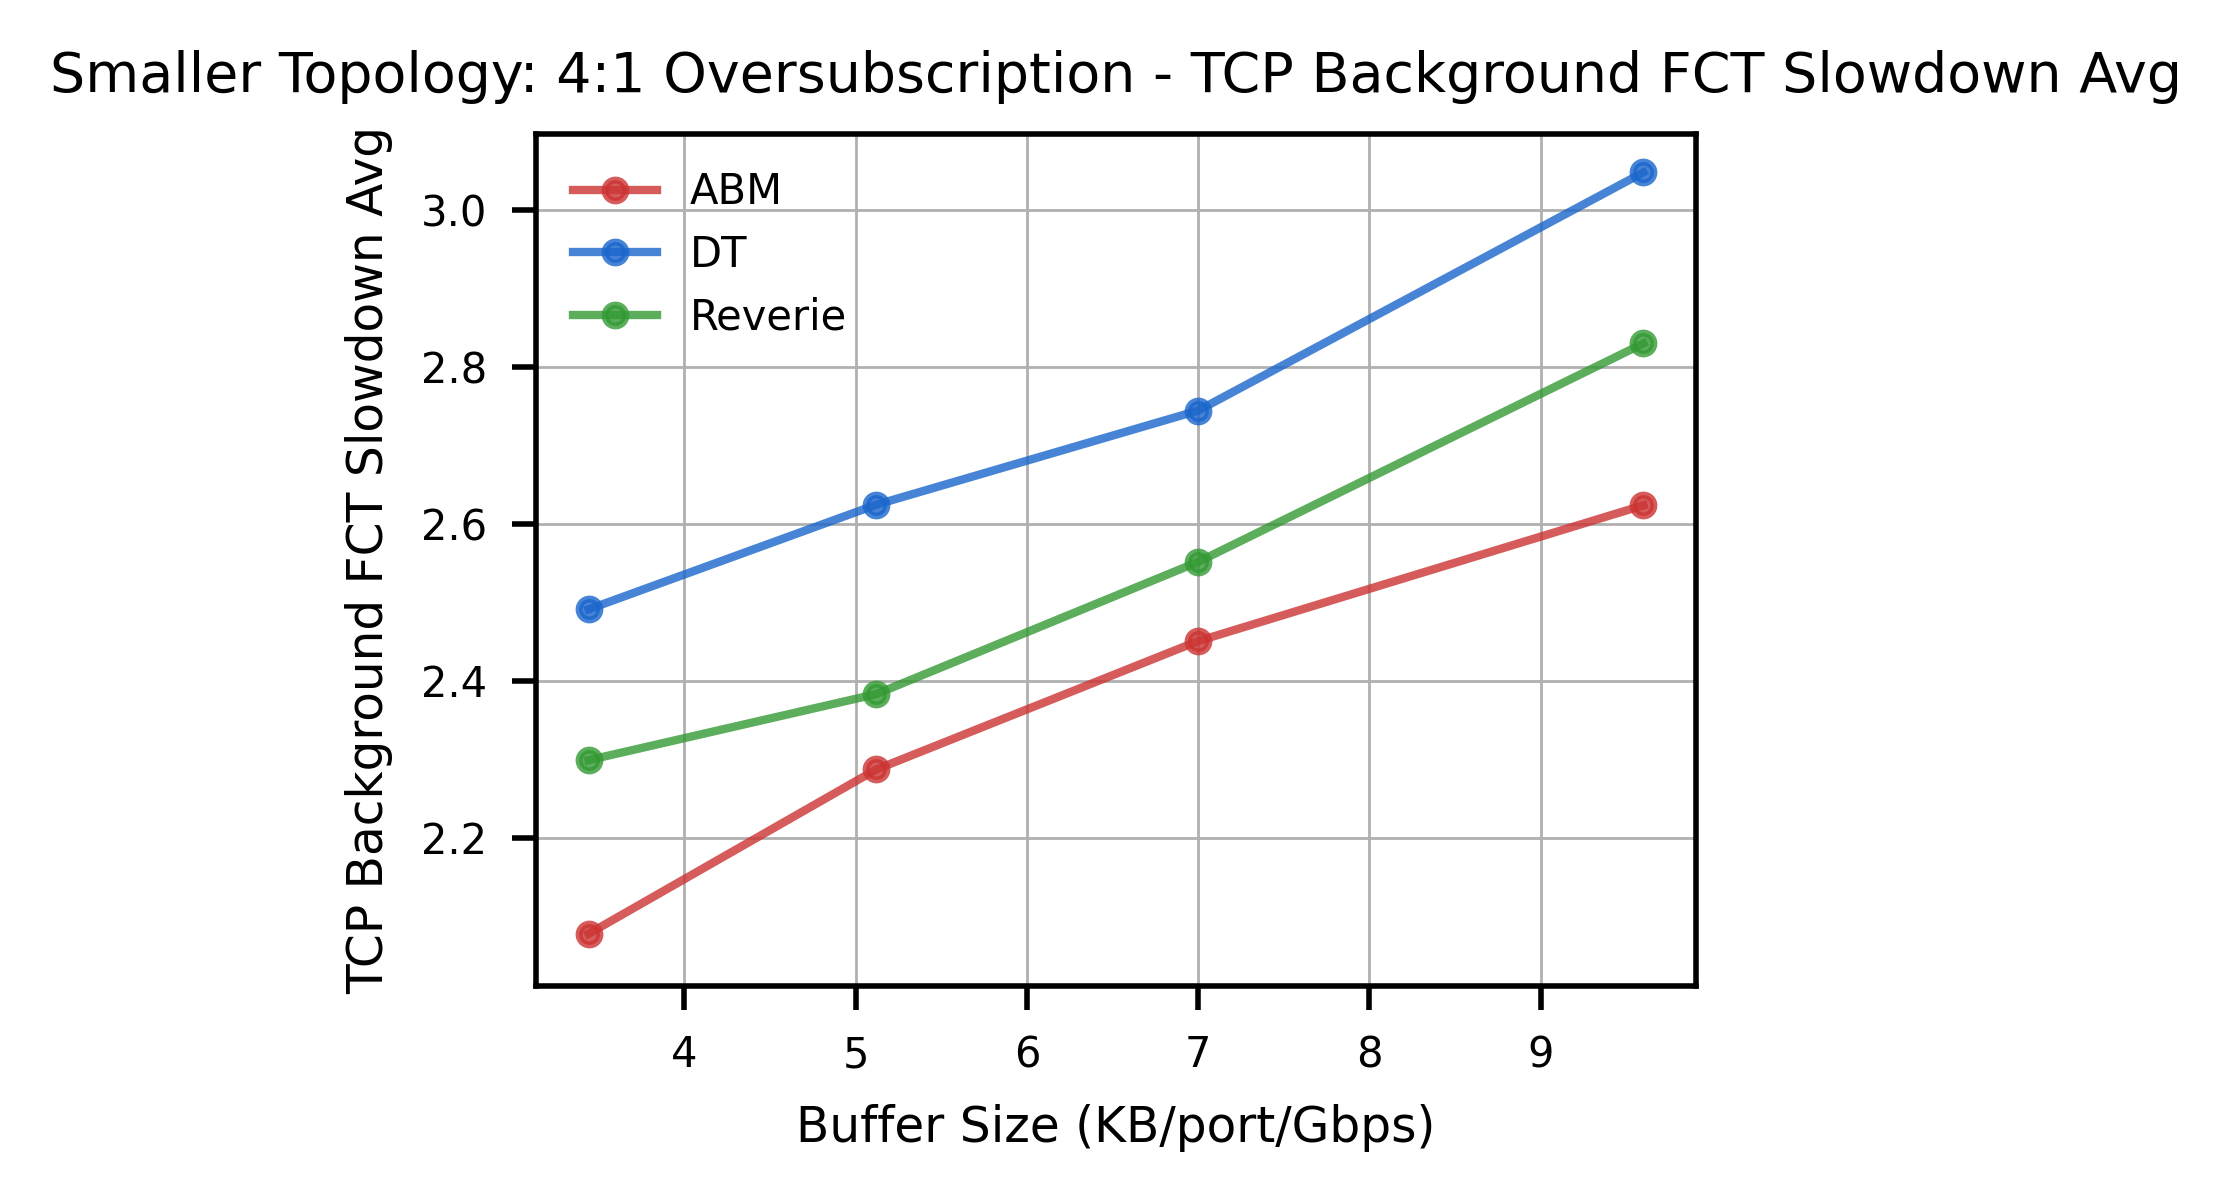 Smaller Topology: 4:1 Oversubscription - TCP Background FCT Slowdown Avg
TCP Background FCT Slowdown Avg
3.0
2.8
2.6
2.4
2.2
ABM
DT
Reverie
4 5 6 7 8 9
Buffer Size (KB/port/Gbps)